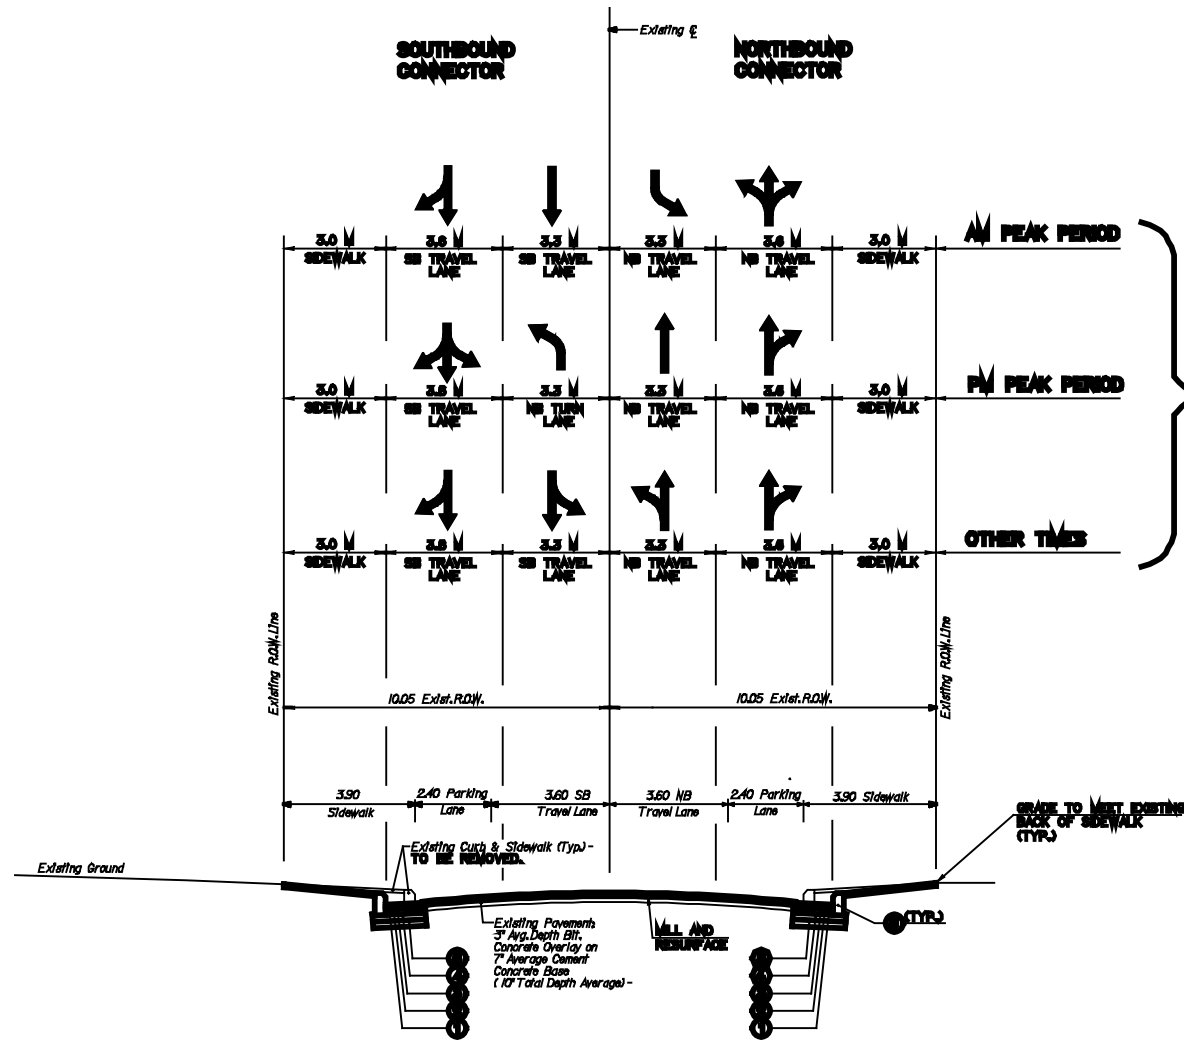 Existing ℄
SOUTHBOUND
CONNECTOR
NORTHBOUND
CONNECTOR
3.0 M
SIDEWALK
3.6 M
SB TRAVEL
LANE
3.3 M
SB TRAVEL
LANE
3.3 M
NB TRAVEL
LANE
3.6 M
NB TRAVEL
LANE
3.0 M
SIDEWALK
AM PEAK PERIOD
3.0 M
SIDEWALK
3.6 M
SB TRAVEL
LANE
3.3 M
NB TURN
LANE
3.3 M
NB TRAVEL
LANE
3.6 M
NB TRAVEL
LANE
3.0 M
SIDEWALK
PM PEAK PERIOD
3.0 M
SIDEWALK
3.6 M
SB TRAVEL
LANE
3.3 M
SB TRAVEL
LANE
3.3 M
NB TRAVEL
LANE
3.6 M
NB TRAVEL
LANE
3.0 M
SIDEWALK
OTHER TIMES
Existing R.O.W. Line
Existing R.O.W. Line
10.05 Exist. R.O.W.
10.05 Exist. R.O.W.
3.90
Sidewalk
2.40 Parking
Lane
3.60 SB
Travel Lane
3.60 NB
Travel Lane
2.40 Parking
Lane
3.90 Sidewalk
GRADE TO MEET EXISTING
BACK OF SIDEWALK
(TYP.)
Existing Curb & Sidewalk (Typ.)-
TO BE REMOVED.
Existing Ground
Existing Pavement:
3" Avg. Depth Bit.
Concrete Overlay on
7" Average Cement
Concrete Base
( 10" Total Depth Average)-
MILL AND
RESURFACE
(TYP.)